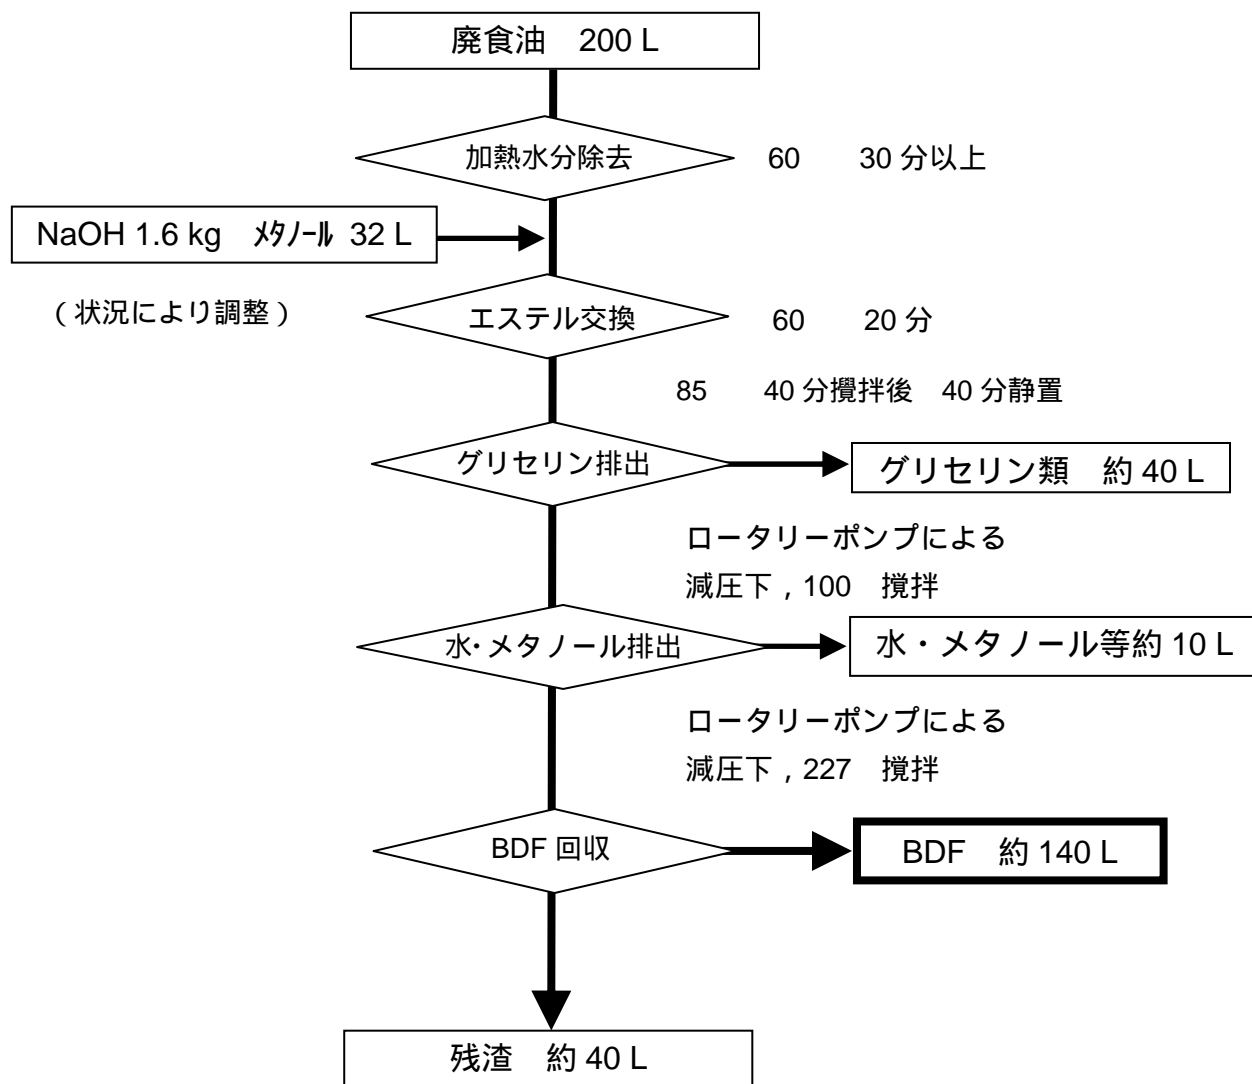 廃食油　200 L
加熱水分除去
60　　30 分以上
NaOH 1.6 kg　ﾒﾀﾉｰﾙ 32 L
（状況により調整）
エステル交換
60　　20 分
85　　40 分攪拌後　40 分静置
グリセリン排出
グリセリン類　約 40 L
ロータリーポンプによる
減圧下，100　攪拌
水･メタノール排出
水・メタノール等約 10 L
ロータリーポンプによる
減圧下，227　攪拌
BDF 回収
BDF　約 140 L
残渣　約 40 L